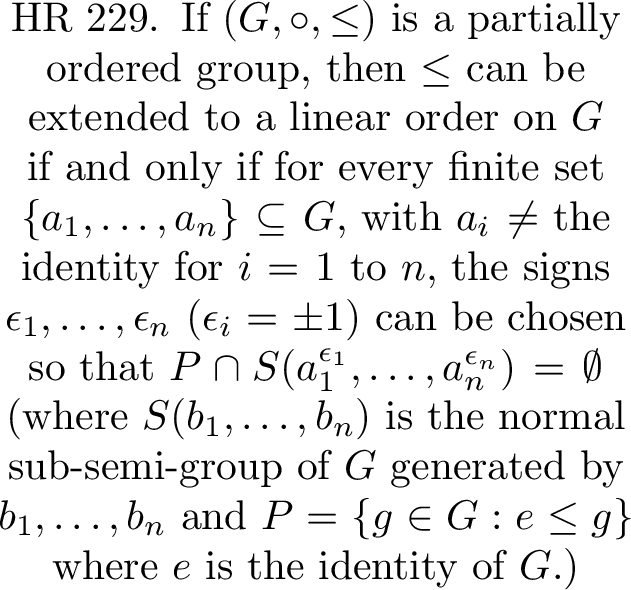 HR 229. If (G, ∘, ≤) is a partially
ordered group, then ≤ can be
extended to a linear order on G
if and only if for every finite set
{a₁, . . . , aₙ} ⊆ G, with aᵢ ≠ the
identity for i = 1 to n, the signs
ϵ₁, . . . , ϵₙ (ϵᵢ = ±1) can be chosen
so that P ∩ S(a₁^{ϵ₁}, . . . , aₙ^{ϵₙ}) = ∅
(where S(b₁, . . . , bₙ) is the normal
sub-semi-group of G generated by
b₁, . . . , bₙ and P = {g ∈ G : e ≤ g}
where e is the identity of G.)